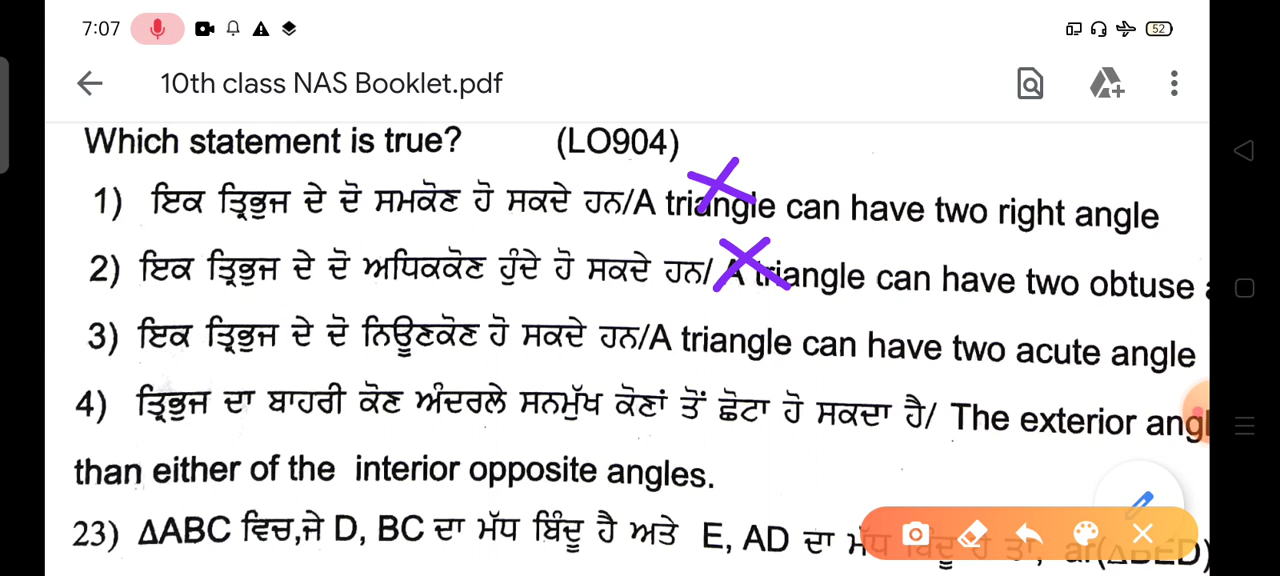 7:07 52
10th class NAS Booklet.pdf
Which statement is true? (LO904)
1) ਇਕ ਤ੍ਰਿਭੁਜ ਦੇ ਦੋ ਸਮਕੋਣ ਹੋ ਸਕਦੇ ਹਨ/A triangle can have two right angle
2) ਇਕ ਤ੍ਰਿਭੁਜ ਦੇ ਦੋ ਅਧਿਕਕੋਣ ਹੁੰਦੇ ਹੋ ਸਕਦੇ ਹਨ/ A triangle can have two obtuse
3) ਇਕ ਤ੍ਰਿਭੁਜ ਦੇ ਦੋ ਨਿਊਣਕੋਣ ਹੋ ਸਕਦੇ ਹਨ/A triangle can have two acute angle
4) ਤ੍ਰਿਭੁਜ ਦਾ ਬਾਹਰੀ ਕੋਣ ਅੰਦਰਲੇ ਸਨਮੁੱਖ ਕੋਣਾਂ ਤੋਂ ਛੋਟਾ ਹੋ ਸਕਦਾ ਹੈ/ The exterior
than either of the interior opposite angles.
23) ΔABC ਵਿਚ,ਜੇ D, BC ਦਾ ਮੱਧ ਬਿੰਦੂ ਹੈ ਅਤੇ E, AD ਦਾ ਮੱਧ ਬਿੰਦੂ ਹੈ ਤਾਂ, ar(ΔBED)